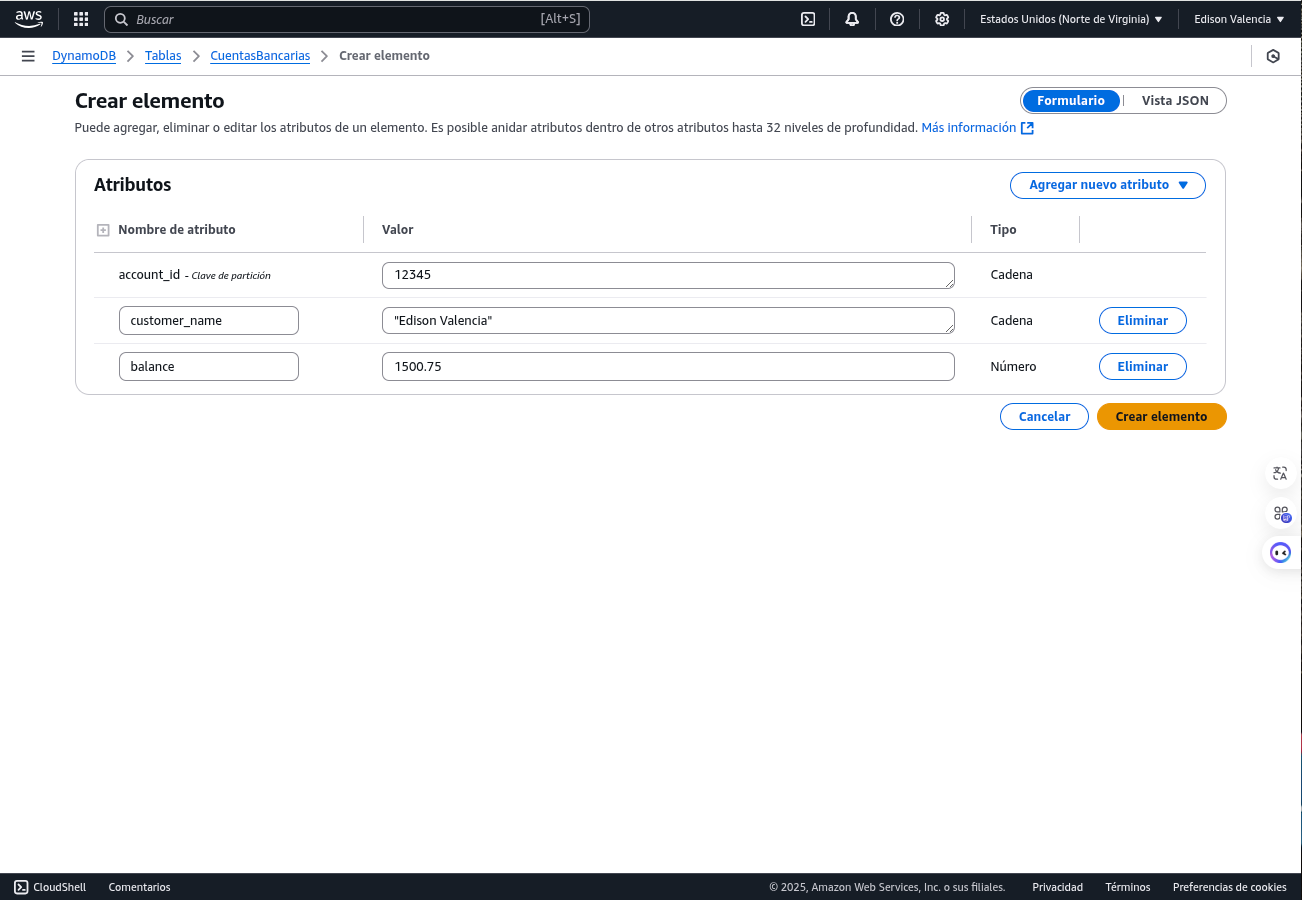 aws Buscar [Alt+S] Estados Unidos (Norte de Virginia) Edison Valencia
DynamoDB Tablas CuentasBancarias Crear elemento
Crear elemento Formulario Vista JSON
Puede agregar, eliminar o editar los atributos de un elemento. Es posible anidar atributos dentro de otros atributos hasta 32 niveles de profundidad. Más información
Atributos Agregar nuevo atributo
Nombre de atributo Valor Tipo
account_id - Clave de partición 12345 Cadena
customer_name "Edison Valencia" Cadena Eliminar
balance 1500.75 Número Eliminar
Cancelar Crear elemento
CloudShell Comentarios © 2025, Amazon Web Services, Inc. o sus filiales. Privacidad Términos Preferencias de cookies